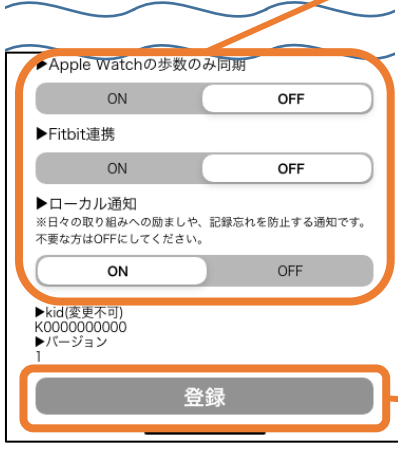 ▶Apple Watchの歩数のみ同期
ON OFF
▶Fitbit連携
ON OFF
▶ローカル通知
※日々の取り組みへの励ましや、記録忘れを防止する通知です。
不要な方はOFFにしてください。
ON OFF
▶kid(変更不可)
K0000000000
▶バージョン
1
登録